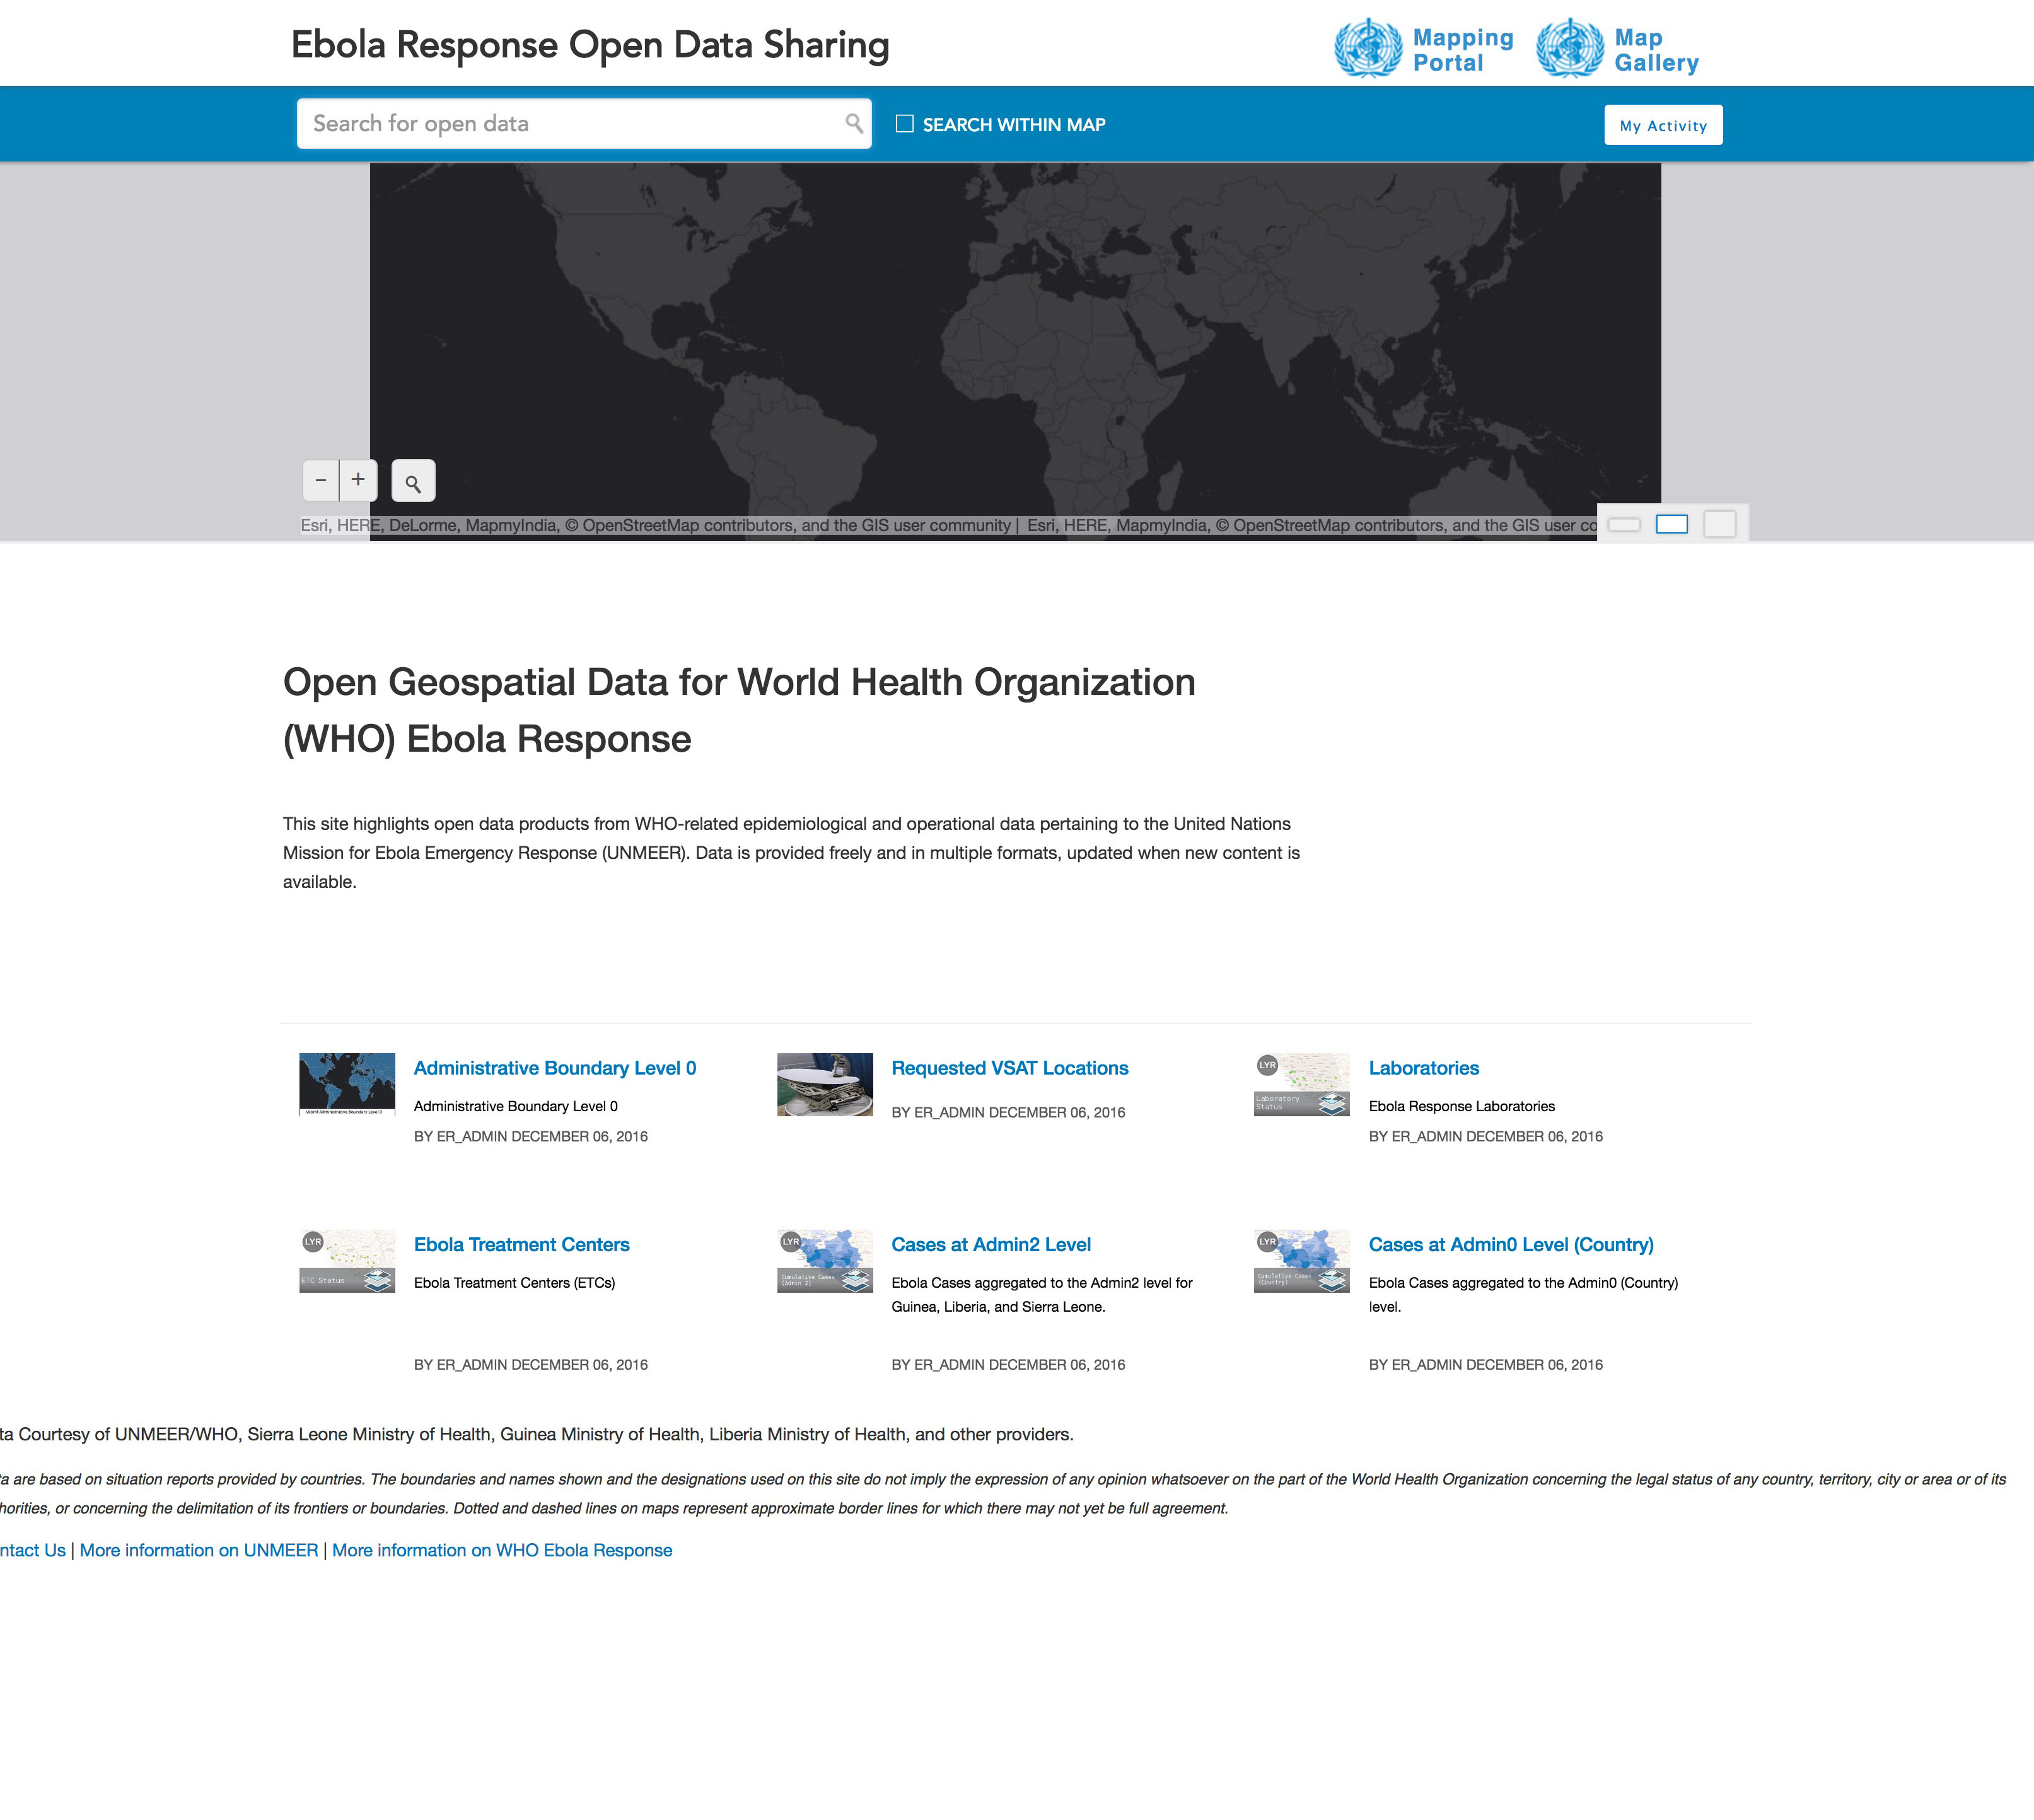 Ebola Response Open Data Sharing
Mapping
Portal
Map
Gallery
Search for open data
SEARCH WITHIN MAP
My Activity
− +
Esri, HERE, DeLorme, MapmyIndia, © OpenStreetMap contributors, and the GIS user community | Esri, HERE, MapmyIndia, © OpenStreetMap contributors, and the GIS user co
Open Geospatial Data for World Health Organization
(WHO) Ebola Response
This site highlights open data products from WHO-related epidemiological and operational data pertaining to the United Nations
Mission for Ebola Emergency Response (UNMEER). Data is provided freely and in multiple formats, updated when new content is
available.
World Administrative Boundary Level 0
Administrative Boundary Level 0
Administrative Boundary Level 0
BY ER_ADMIN DECEMBER 06, 2016
Requested VSAT Locations
BY ER_ADMIN DECEMBER 06, 2016
LYR
Laboratory
Status
Laboratories
Ebola Response Laboratories
BY ER_ADMIN DECEMBER 06, 2016
LYR
ETC Status
Ebola Treatment Centers
Ebola Treatment Centers (ETCs)
BY ER_ADMIN DECEMBER 06, 2016
LYR
Cumulative Cases
(Admin 2)
Cases at Admin2 Level
Ebola Cases aggregated to the Admin2 level for
Guinea, Liberia, and Sierra Leone.
BY ER_ADMIN DECEMBER 06, 2016
LYR
Cumulative Cases
(Country)
Cases at Admin0 Level (Country)
Ebola Cases aggregated to the Admin0 (Country)
level.
BY ER_ADMIN DECEMBER 06, 2016
ta Courtesy of UNMEER/WHO, Sierra Leone Ministry of Health, Guinea Ministry of Health, Liberia Ministry of Health, and other providers.
ta are based on situation reports provided by countries. The boundaries and names shown and the designations used on this site do not imply the expression of any opinion whatsoever on the part of the World Health Organization concerning the legal status of any country, territory, city or area or of its
horities, or concerning the delimitation of its frontiers or boundaries. Dotted and dashed lines on maps represent approximate border lines for which there may not yet be full agreement.
ntact Us | More information on UNMEER | More information on WHO Ebola Response